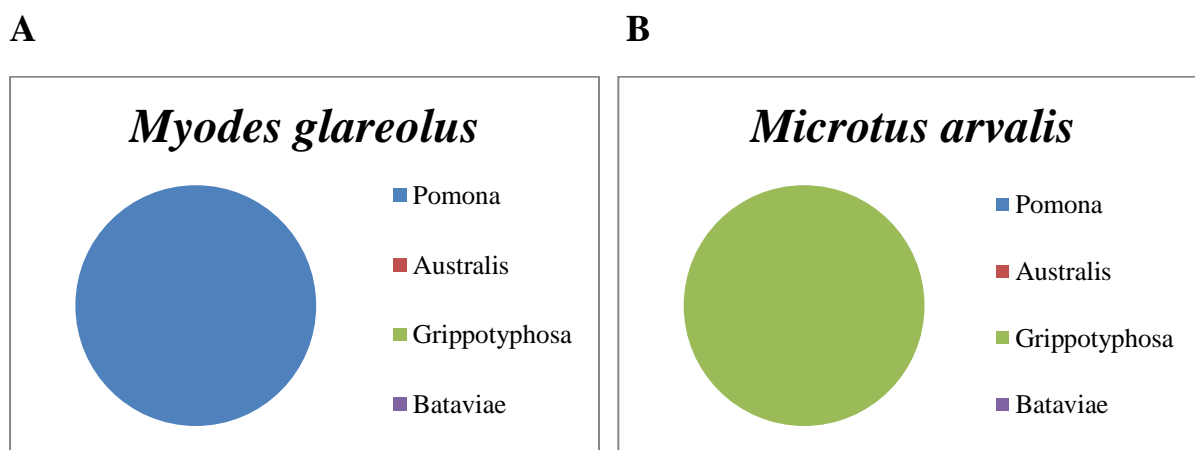 A
Myodes glareolus
Pomona
Australis
Grippotyphosa
Bataviae
B
Microtus arvalis
Pomona
Australis
Grippotyphosa
Bataviae